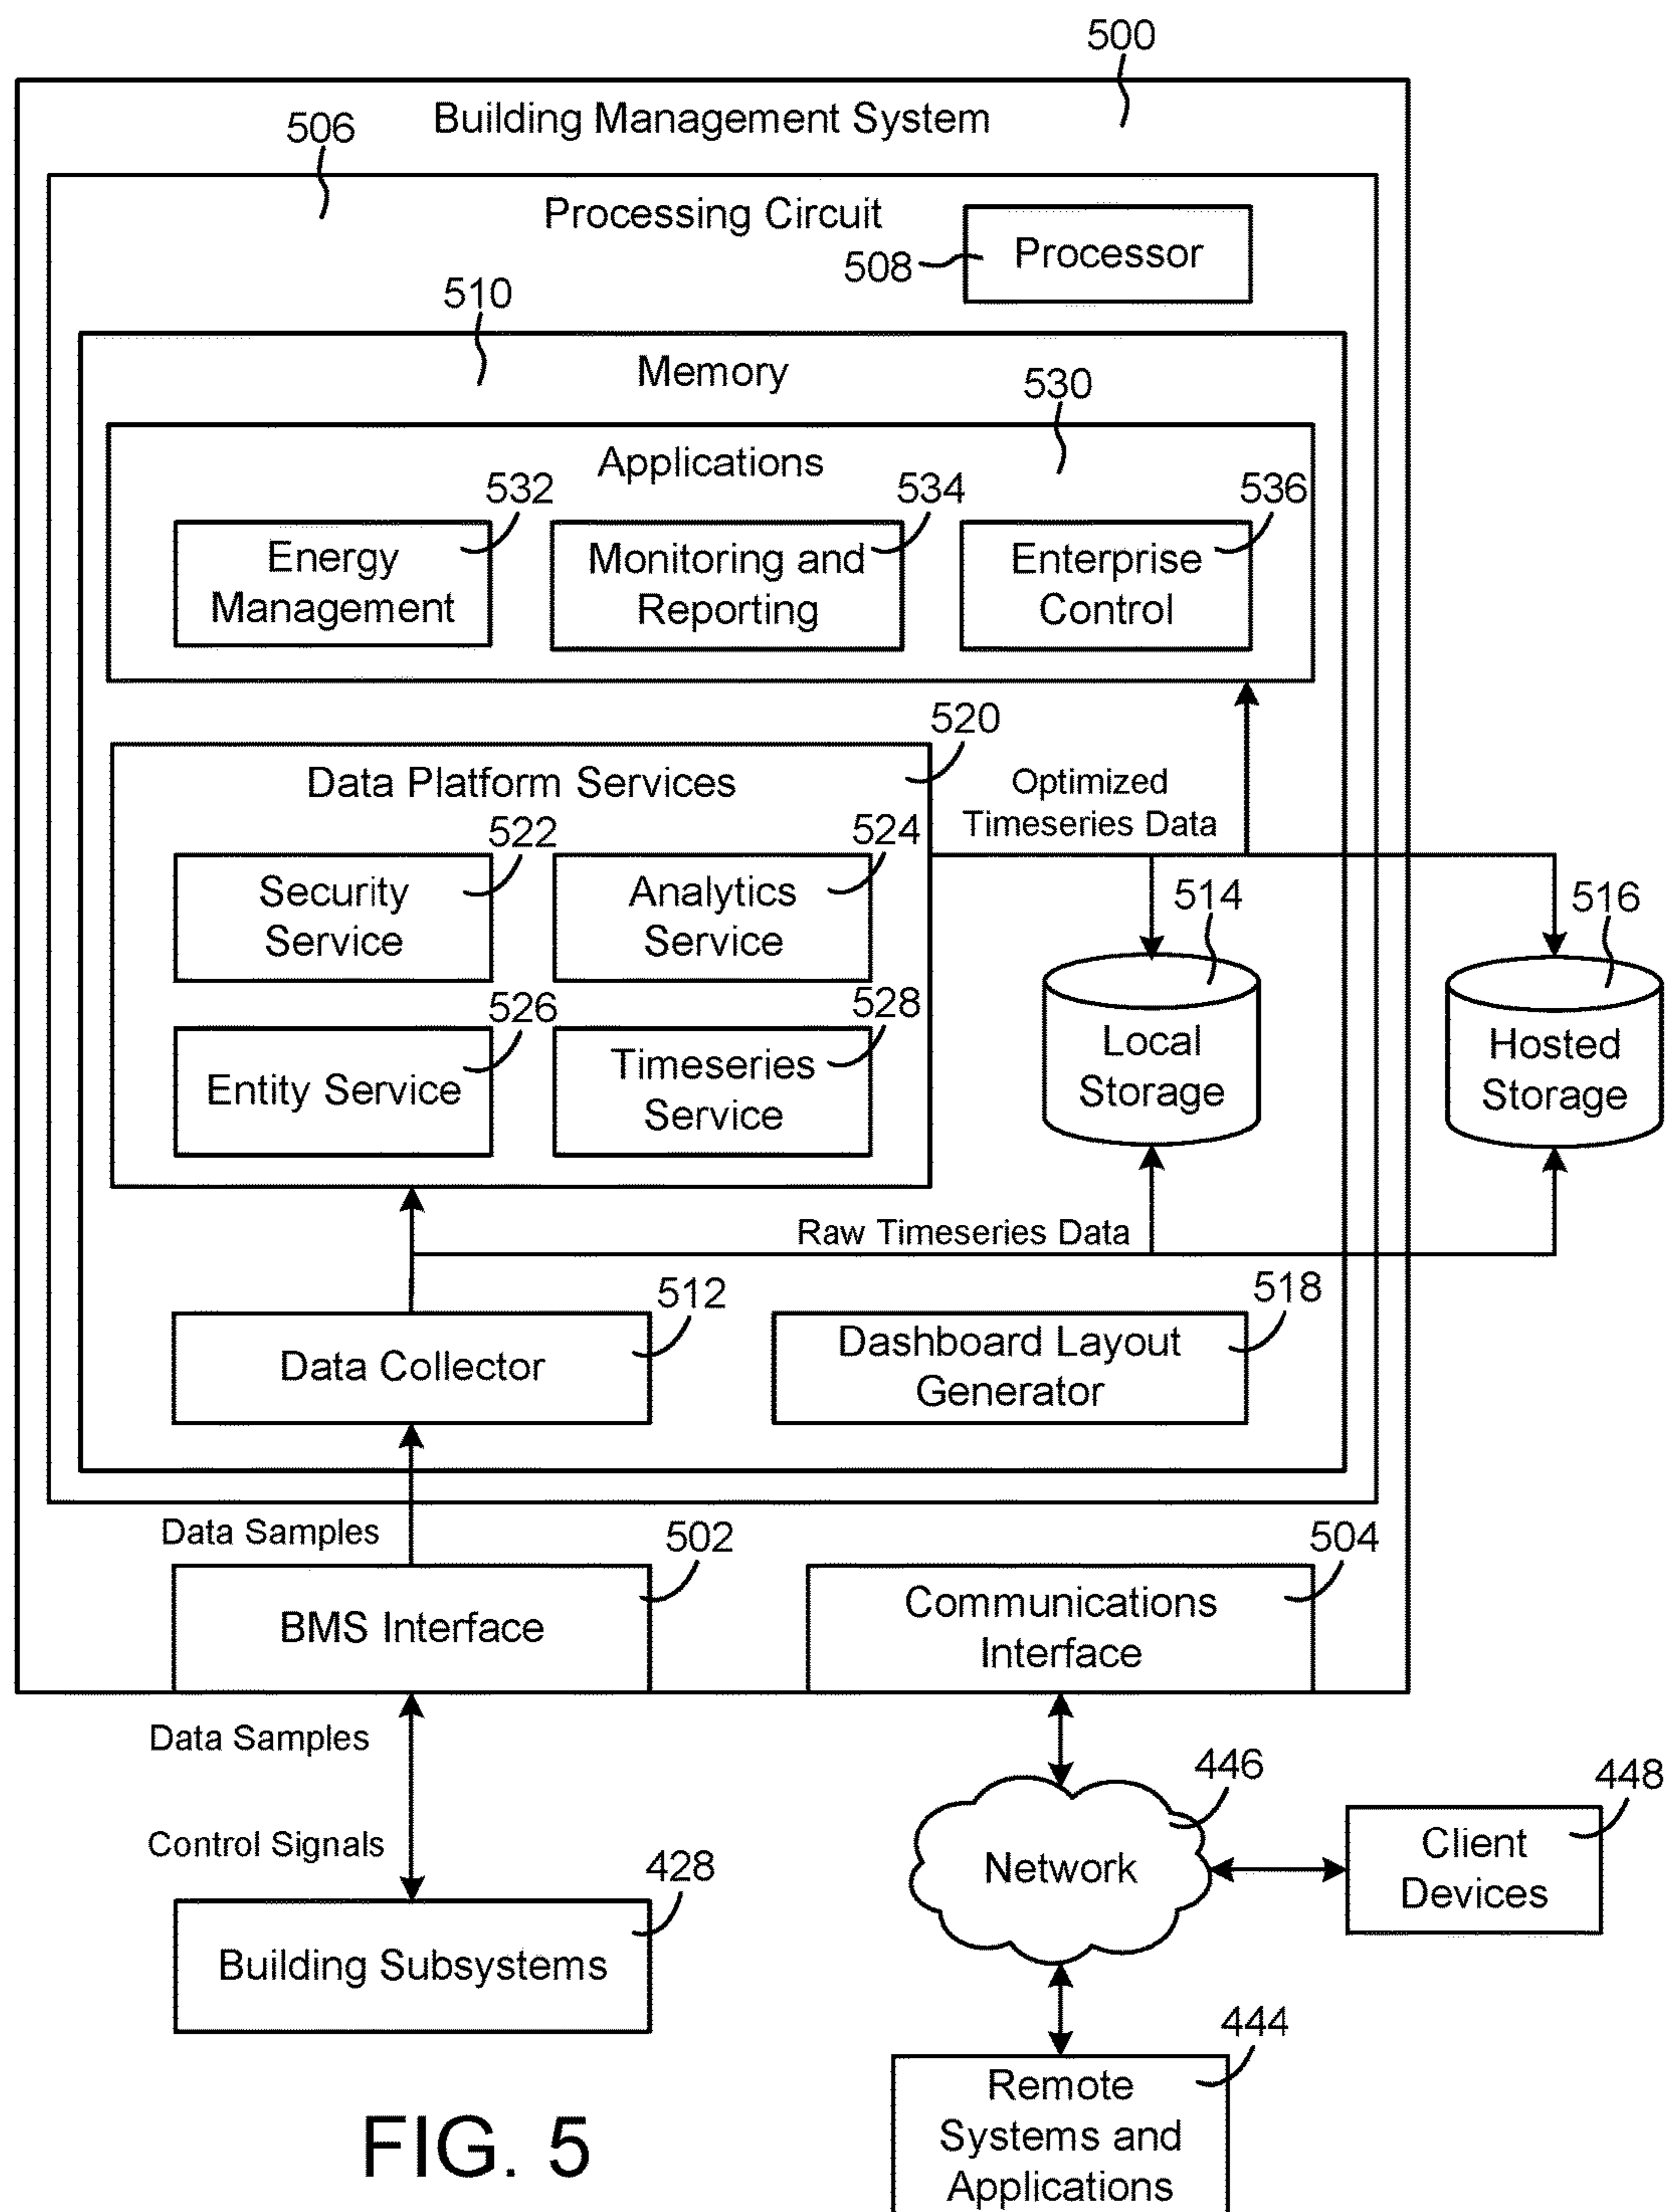 500
Building Management System
506
Processing Circuit
Processor
508
510
Memory
530
Applications
532
534
536
Energy
Management
Monitoring and
Reporting
Enterprise
Control
520
Data Platform Services
Optimized
Timeseries Data
522
524
Security
Service
Analytics
Service
514
516
526
528
Entity Service
Timeseries
Service
Local
Storage
Hosted
Storage
Raw Timeseries Data
512
518
Data Collector
Dashboard Layout
Generator
Data Samples
502
504
BMS Interface
Communications
Interface
Data Samples
446
448
Control Signals
Network
Client
Devices
428
Building Subsystems
444
Remote
Systems and
Applications
FIG. 5